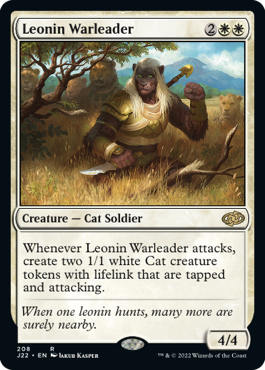 Leonin Warleader 2
Creature — Cat Soldier
Whenever Leonin Warleader attacks,
create two 1/1 white Cat creature
tokens with lifelink that are tapped
and attacking.
When one leonin hunts, many more are
surely nearby.
4/4
208 R
J22 • EN Jakub Kasper
™ & © 2022 Wizards of the Coast